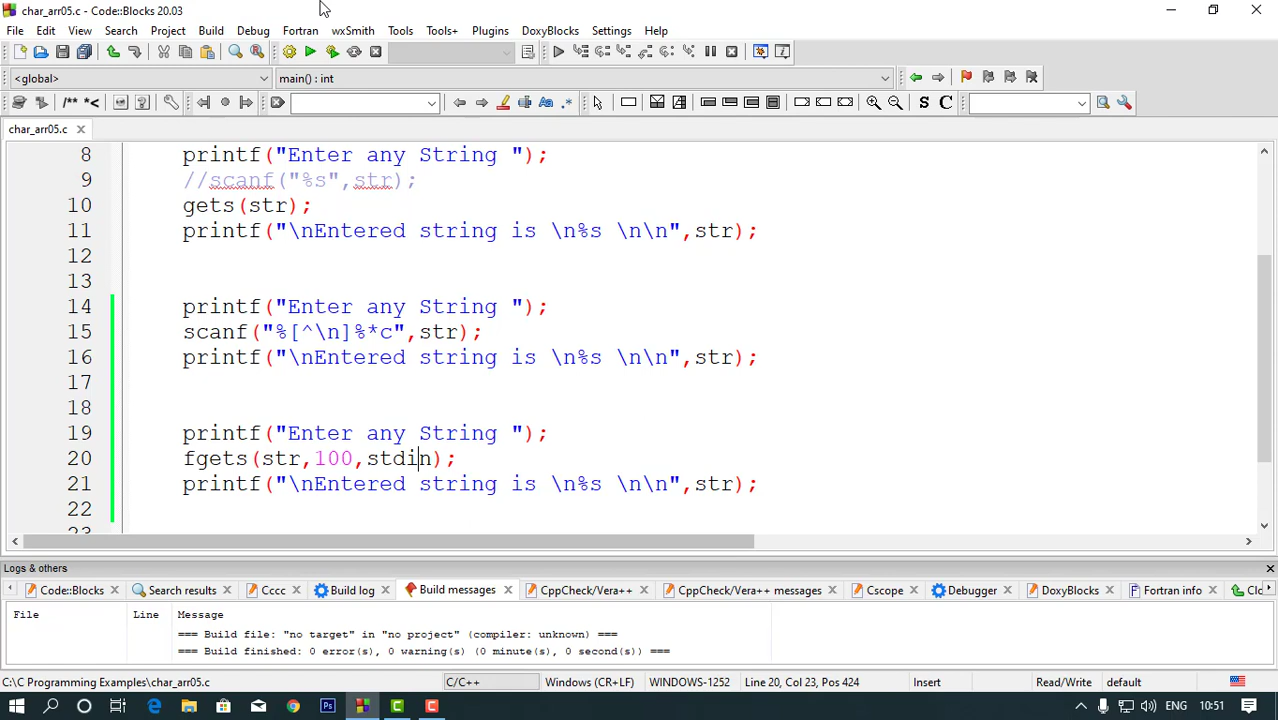 char_arr05.c - Code::Blocks 20.03
File Edit View Search Project Build Debug Fortran wxSmith Tools Tools+ Plugins DoxyBlocks Settings Help
<global> main() : int
/** *< Aa .* S C
char_arr05.c
8 printf("Enter any String ");
9 //scanf("%s",str);
10 gets(str);
11 printf("\nEntered string is \n%s \n\n",str);
12
13
14 printf("Enter any String ");
15 scanf("%[^\n]%*c",str);
16 printf("\nEntered string is \n%s \n\n",str);
17
18
19 printf("Enter any String ");
20 fgets(str,100,stdin);
21 printf("\nEntered string is \n%s \n\n",str);
22
23
Logs & others
Code::Blocks Search results Cccc Build log Build messages CppCheck/Vera++ CppCheck/Vera++ messages Cscope Debugger DoxyBlocks Fortran info Clo
File Line Message
=== Build file: "no target" in "no project" (compiler: unknown) ===
=== Build finished: 0 error(s), 0 warning(s) (0 minute(s), 0 second(s)) ===
C:\C Programming Examples\char_arr05.c C/C++ Windows (CR+LF) WINDOWS-1252 Line 20, Col 23, Pos 424 Insert Read/Write default
ENG 10:51